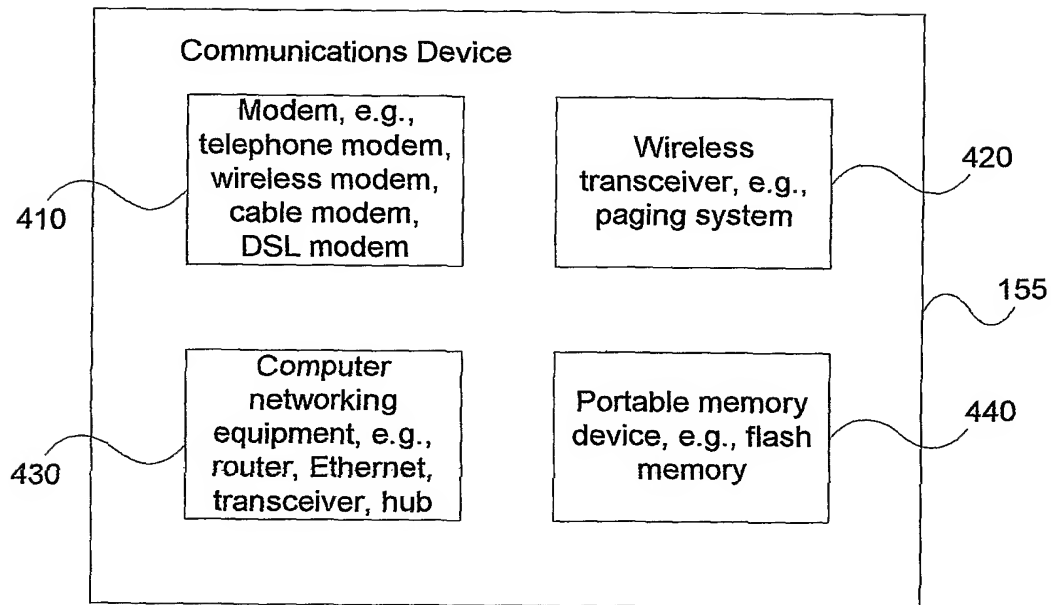 Communications Device
Modem, e.g.,
telephone modem,
wireless modem,
cable modem,
DSL modem
410
Wireless
transceiver, e.g.,
paging system
420
155
Computer
networking
equipment, e.g.,
router, Ethernet,
transceiver, hub
430
Portable memory
device, e.g., flash
memory
440